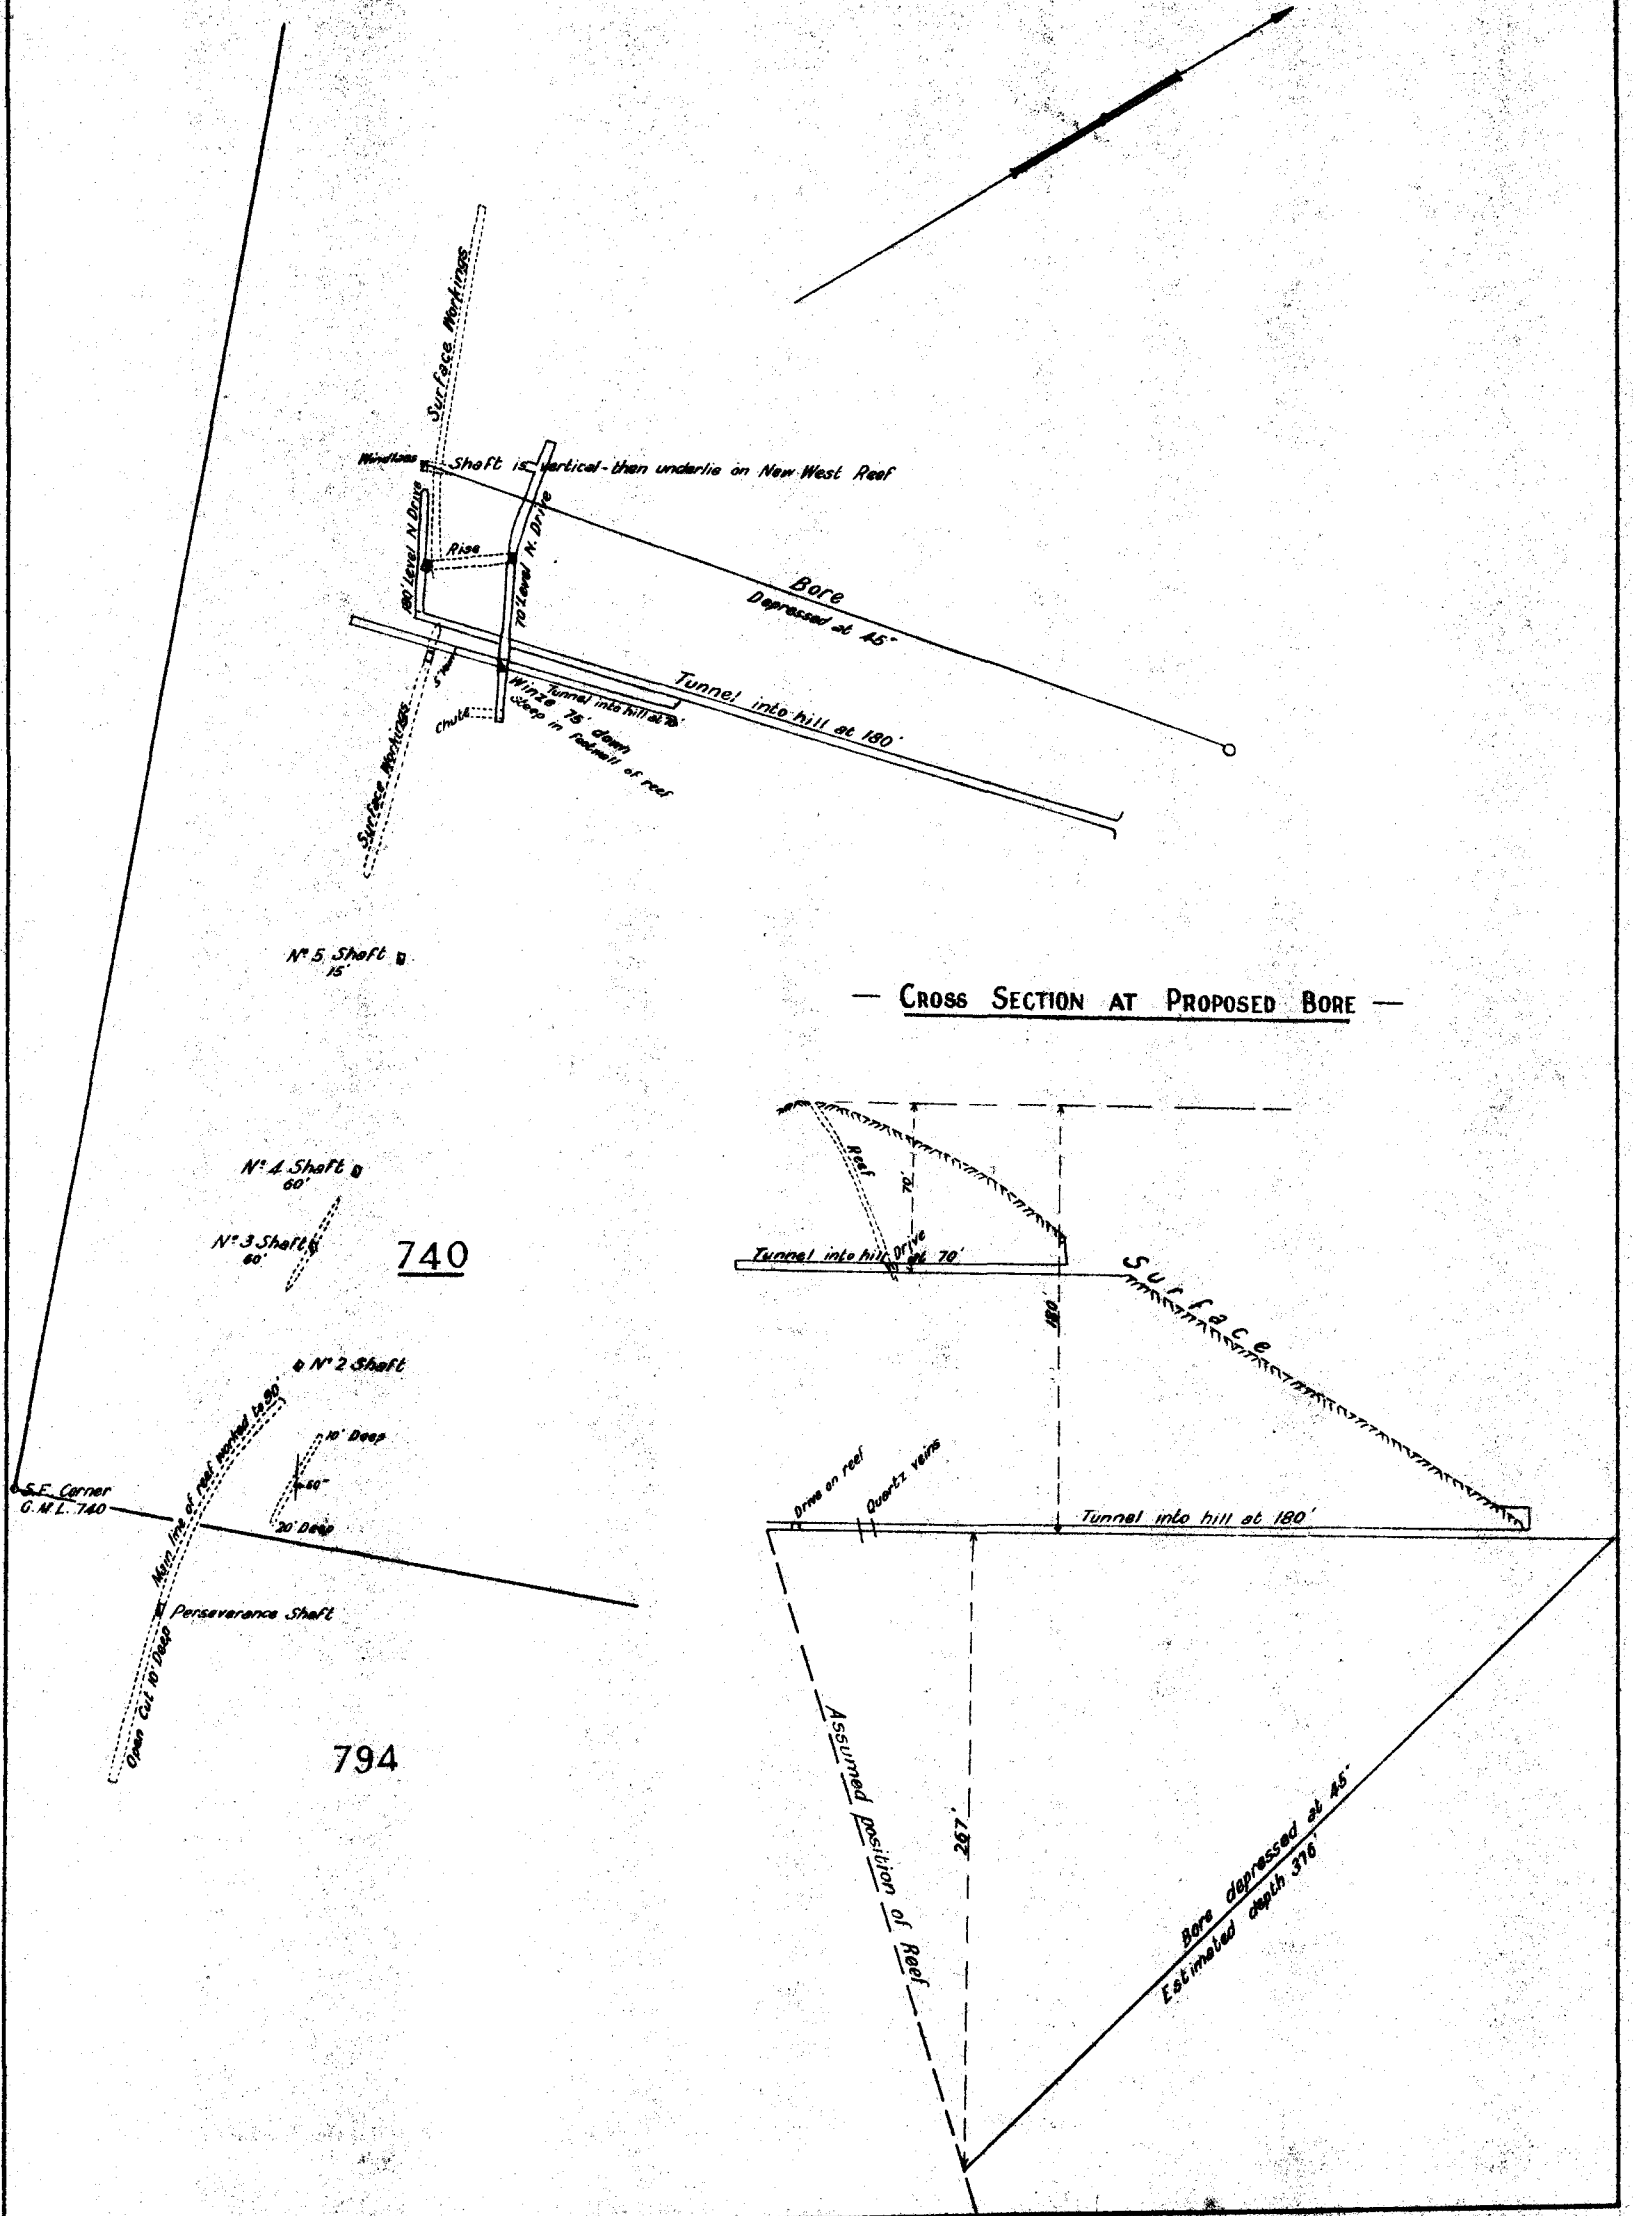 Surface Workings
Windlass
Shaft is vertical - then underlie on New West Reef
180' Level N Drive
Rise
70' Level N. Drive
Bore
Depressed at 45°
Tunnel into hill at 180'
Tunnel into hill at 70'
Winze 75' down
Steep in footwall of reef
Chute
Surface Workings
Nº 5 Shaft
15'
— CROSS SECTION AT PROPOSED BORE —
Nº 4 Shaft
60'
Nº 3 Shaft
60'
740
Reef
70'
Drive
Tunnel into hill at 70'
180'
Surface
Nº 2 Shaft
Main line of reef worked to 90'
10' Deep
60°
20' Deep
S.E. Corner
G.M.L. 740
Perseverance Shaft
Open Cut 10' Deep
794
Drive on reef
Quartz veins
Tunnel into hill at 180'
Assumed position of Reef
267'
Bore depressed at 45°
Estimated depth 376'